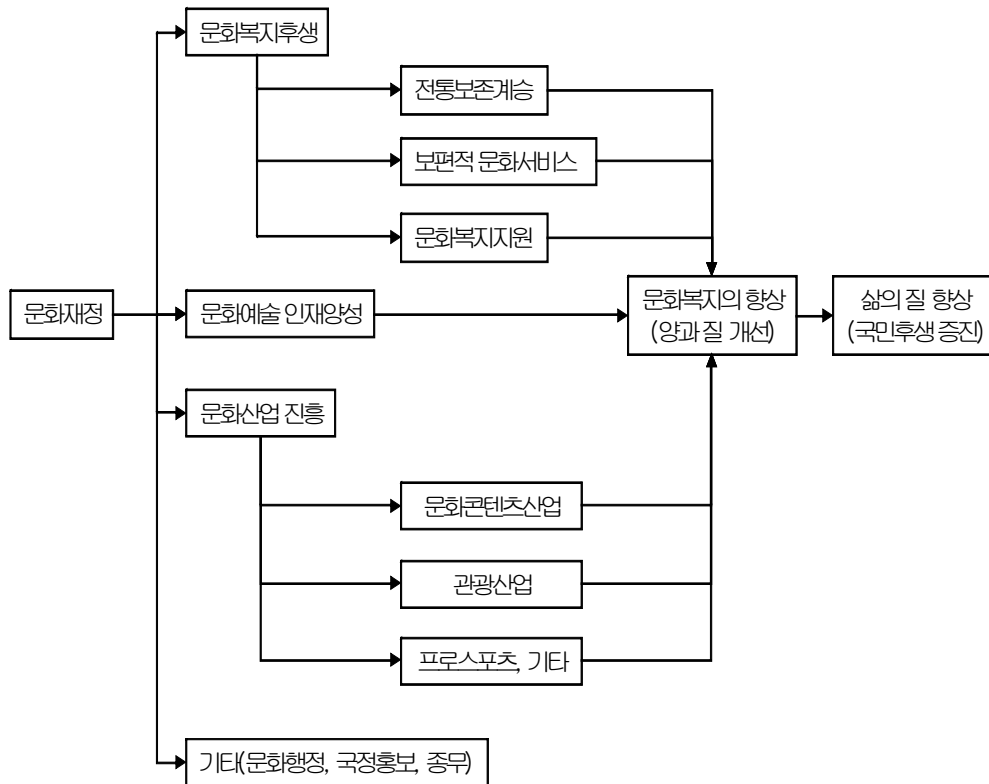 문화복지후생
전통보존계승
보편적 문화서비스
문화복지지원
문화재정
문화예술 인재양성
문화복지의 향상
(양과 질 개선)
삶의 질 향상
(국민후생 증진)
문화산업 진흥
문화콘텐츠산업
관광산업
프로스포츠, 기타
기타(문화행정, 국정홍보, 종무)